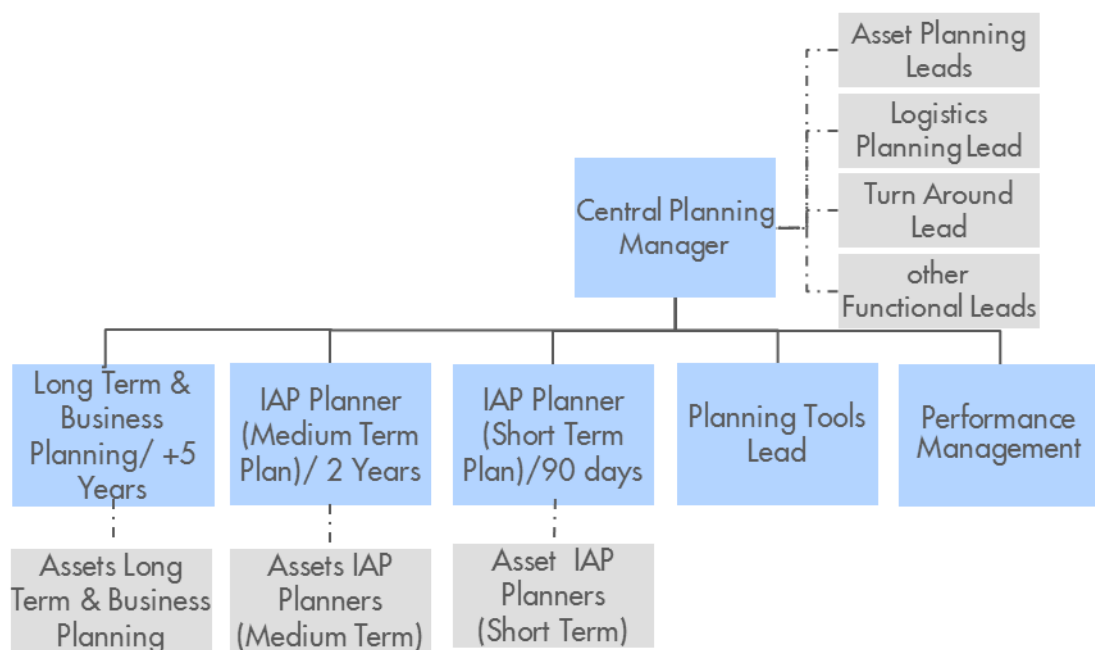 Asset Planning
Leads
Logistics
Planning Lead
Turn Around
Lead
other
Functional Leads
Central Planning
Manager
Long Term &
Business
Planning/ +5
Years
IAP Planner
(Medium Term
Plan)/ 2 Years
IAP Planner
(Short Term
Plan)/90 days
Planning Tools
Lead
Performance
Management
Assets Long
Term & Business
Planning
Assets IAP
Planners
(Medium Term)
Asset IAP
Planners
(Short Term)